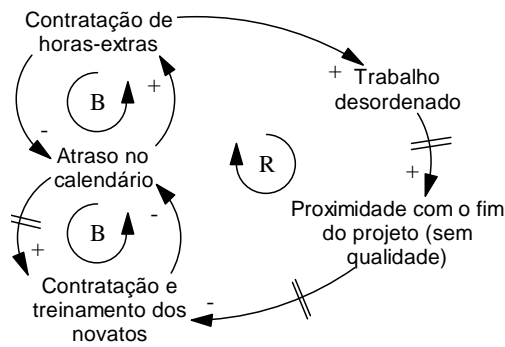 Contratação de
horas-extras
+
Trabalho
desordenado
B
+
-
Atraso no
calendário
R
+
B
-
+
Proximidade com o fim
do projeto (sem
qualidade)
Contratação e
treinamento dos
novatos
-